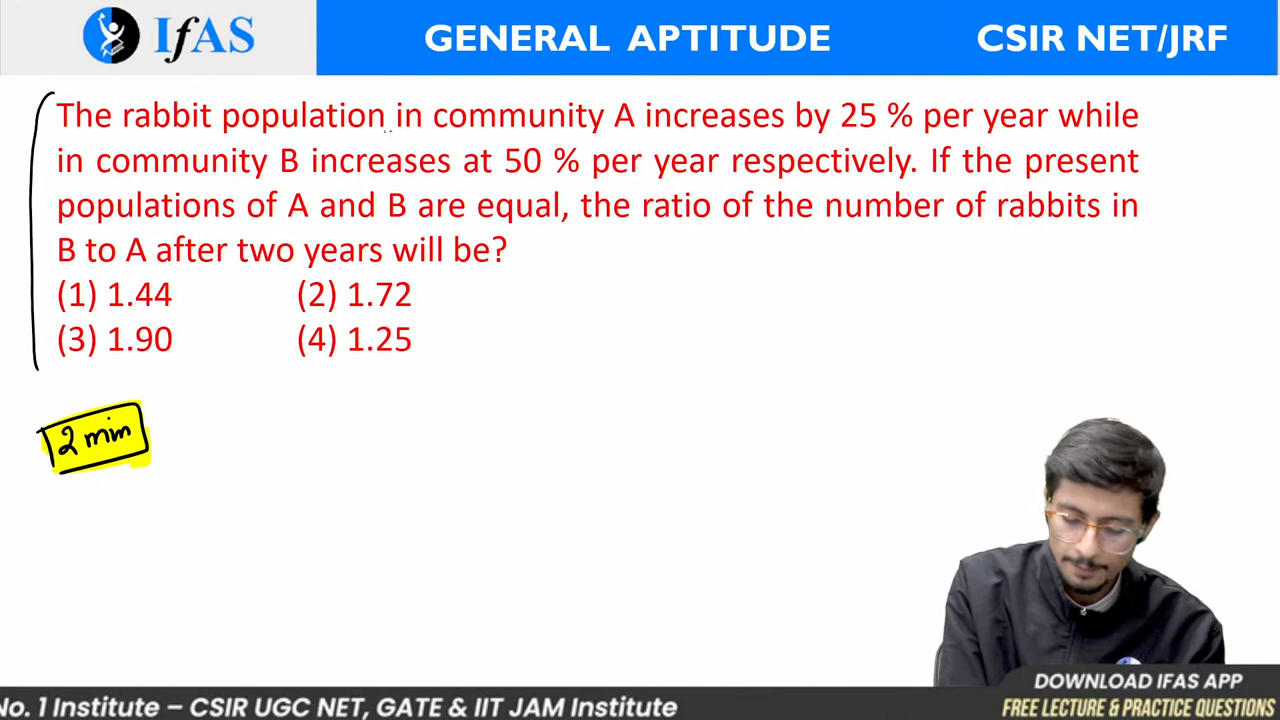 IfAS
GENERAL APTITUDE
CSIR NET/JRF
The rabbit population in community A increases by 25 % per year while
in community B increases at 50 % per year respectively. If the present
populations of A and B are equal, the ratio of the number of rabbits in
B to A after two years will be?
(1) 1.44 (2) 1.72
(3) 1.90 (4) 1.25
2 min
DOWNLOAD IFAS APP
No. 1 Institute – CSIR UGC NET, GATE & IIT JAM Institute
FREE LECTURE & PRACTICE QUESTIONS